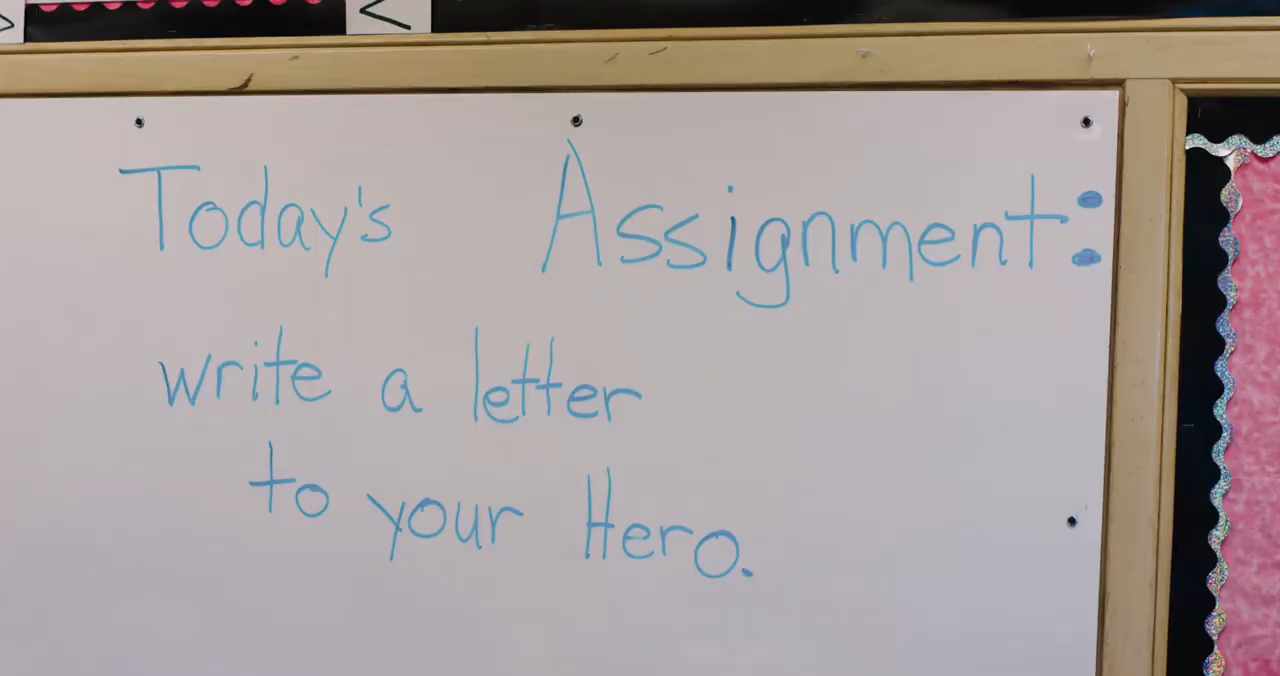 >
<
Today's Assignment:
write a letter
to your Hero.